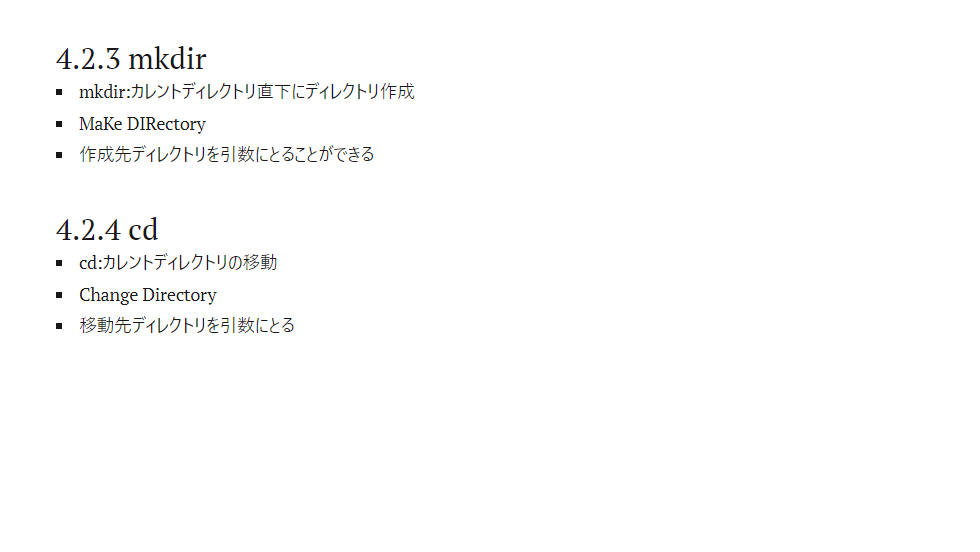 4.2.3 mkdir
▪ mkdir:カレントディレクトリ直下にディレクトリ作成
▪ MaKe DIRectory
▪ 作成先ディレクトリを引数にとることができる
4.2.4 cd
▪ cd:カレントディレクトリの移動
▪ Change Directory
▪ 移動先ディレクトリを引数にとる